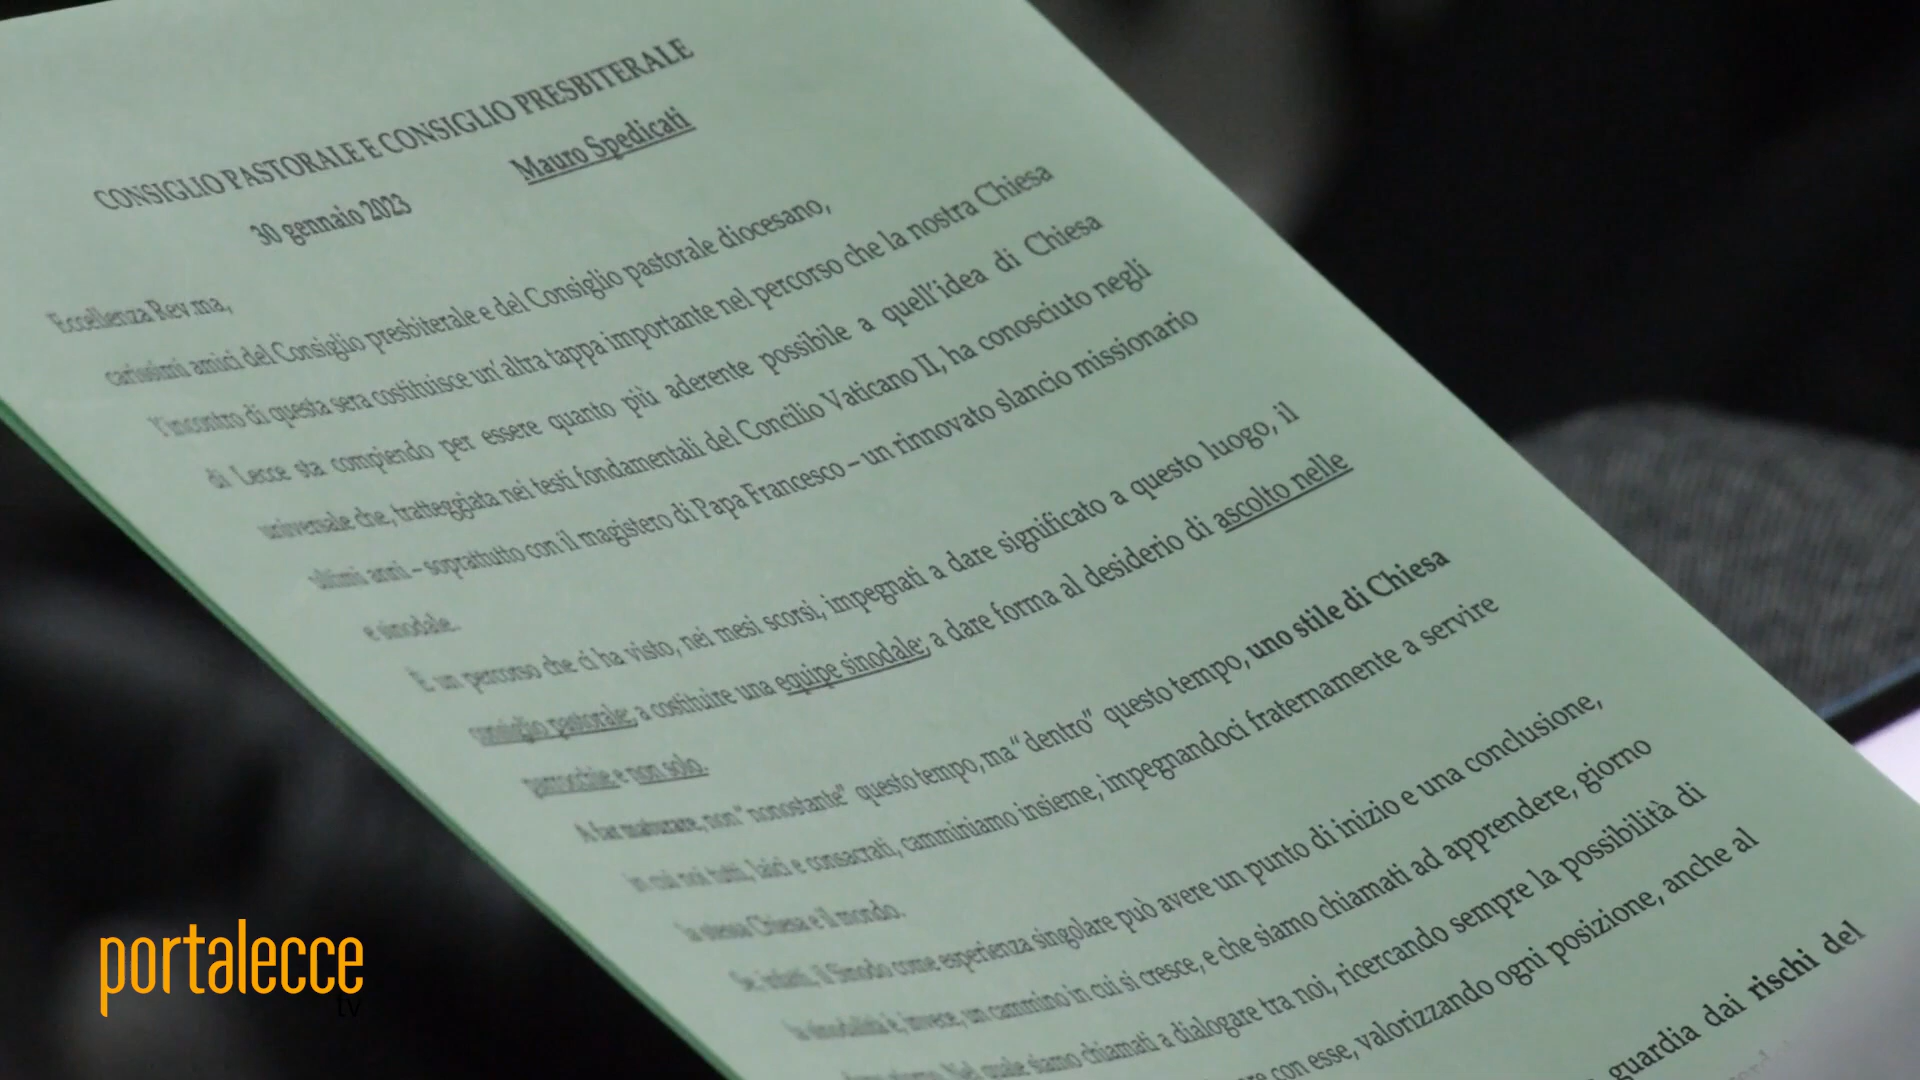 CONSIGLIO PASTORALE E CONSIGLIO PRESBITERALE
30 gennaio 2023
Mauro Spedicati
Eccellenza Rev.ma,
carissimi amici del Consiglio presbiterale e del Consiglio pastorale diocesano,
l'incontro di questa sera costituisce un'altra tappa importante nel percorso che la nostra Chiesa
di Lecce sta compiendo per essere quanto più aderente possibile a quell'idea di Chiesa
universale che, tratteggiata nei testi fondamentali del Concilio Vaticano II, ha conosciuto negli
ultimi anni – soprattutto con il magistero di Papa Francesco – un rinnovato slancio missionario
e sinodale.
È un percorso che ci ha visto, nei mesi scorsi, impegnati a dare significato a questo luogo, il
consiglio pastorale; a costituire una equipe sinodale; a dare forma al desiderio di ascolto nelle
parrocchie e non solo.
A far maturare, non "nonostante" questo tempo, ma "dentro" questo tempo, uno stile di Chiesa
in cui noi tutti, laici e consacrati, camminiamo insieme, impegnandoci fraternamente a servire
la stessa Chiesa e il mondo.
Se, infatti, il Sinodo come esperienza singolare può avere un punto di inizio e una conclusione,
la sinodalità è, invece, un cammino in cui si cresce, e che siamo chiamati ad apprendere, giorno
dopo giorno. Nel quale siamo chiamati a dialogare tra noi, ricercando sempre la possibilità di
con esse, valorizzando ogni posizione, anche al
guardia dai rischi del
portalecce
tv